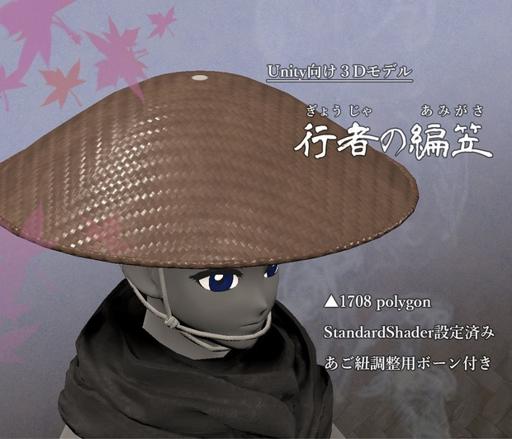 Unity向け３Dモデル
ぎょうじゃ あみがさ
行者の編笠
▲1708 polygon
StandardShader設定済み
あご紐調整用ボーン付き